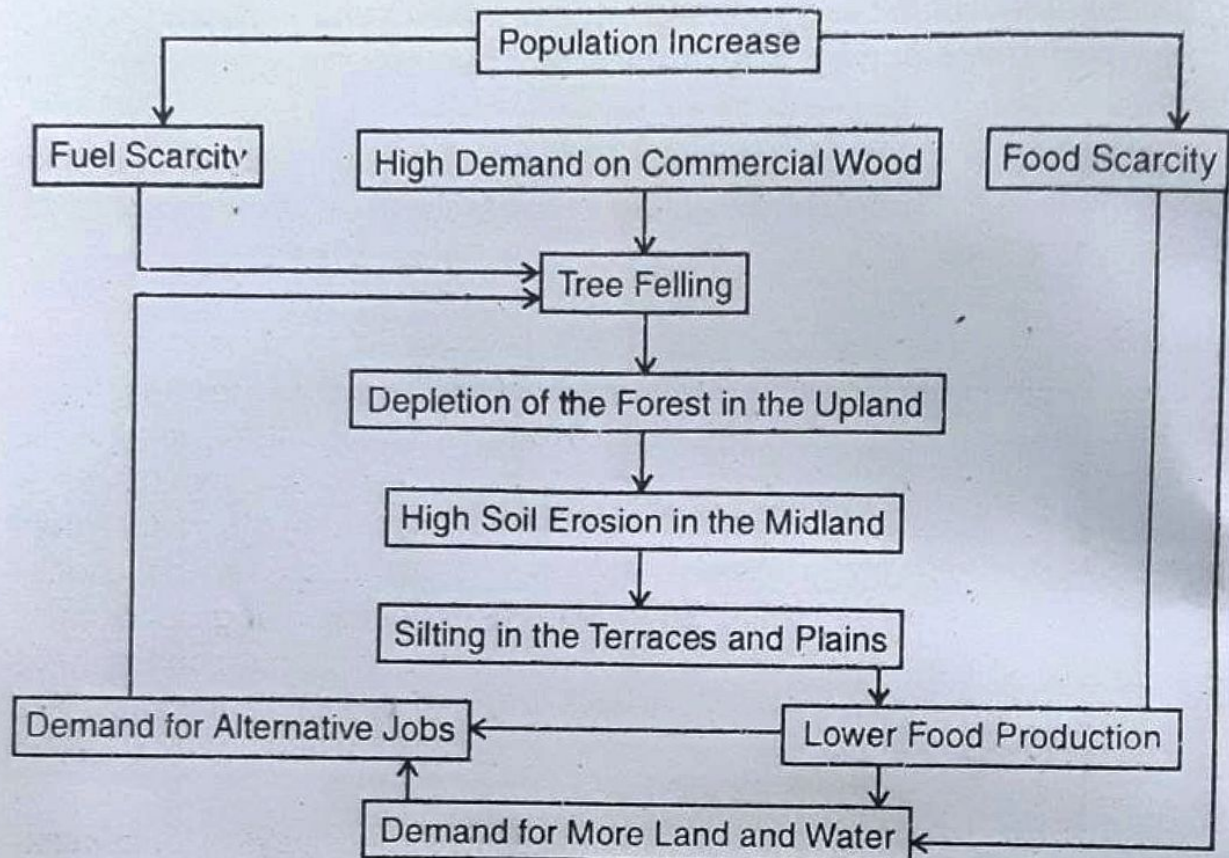 Population Increase
Fuel Scarcity
High Demand on Commercial Wood
Food Scarcity
Tree Felling
Depletion of the Forest in the Upland
High Soil Erosion in the Midland
Silting in the Terraces and Plains
Demand for Alternative Jobs
Lower Food Production
Demand for More Land and Water